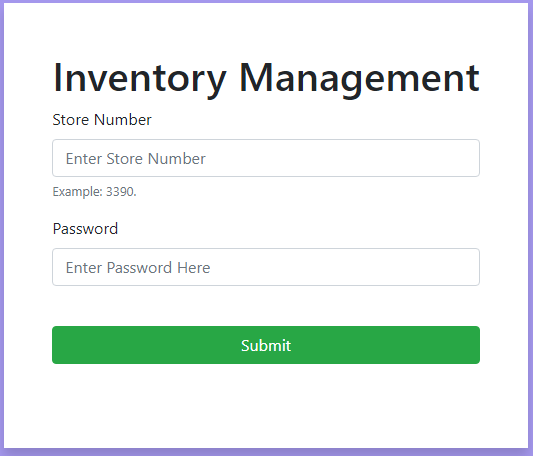 Inventory Management
Store Number
Enter Store Number
Example: 3390.
Password
Enter Password Here
Submit